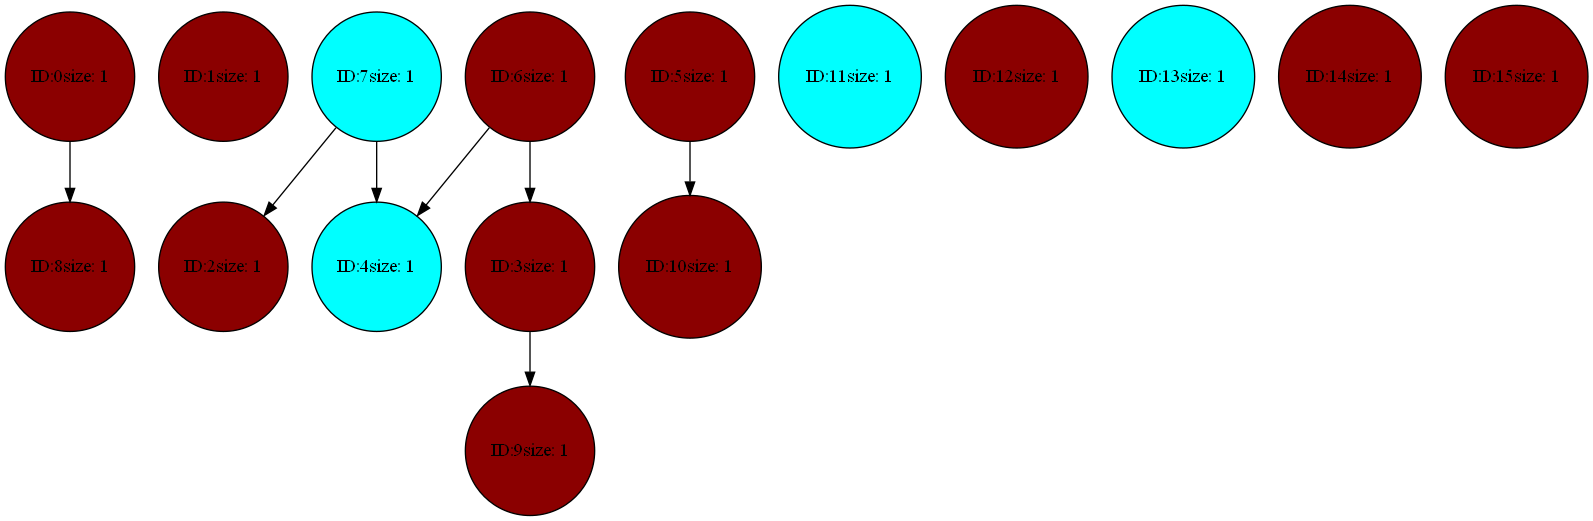 ID:0size: 1
ID:1size: 1
ID:7size: 1
ID:6size: 1
ID:5size: 1
ID:11size: 1
ID:12size: 1
ID:13size: 1
ID:14size: 1
ID:15size: 1
ID:8size: 1
ID:2size: 1
ID:4size: 1
ID:3size: 1
ID:10size: 1
ID:9size: 1